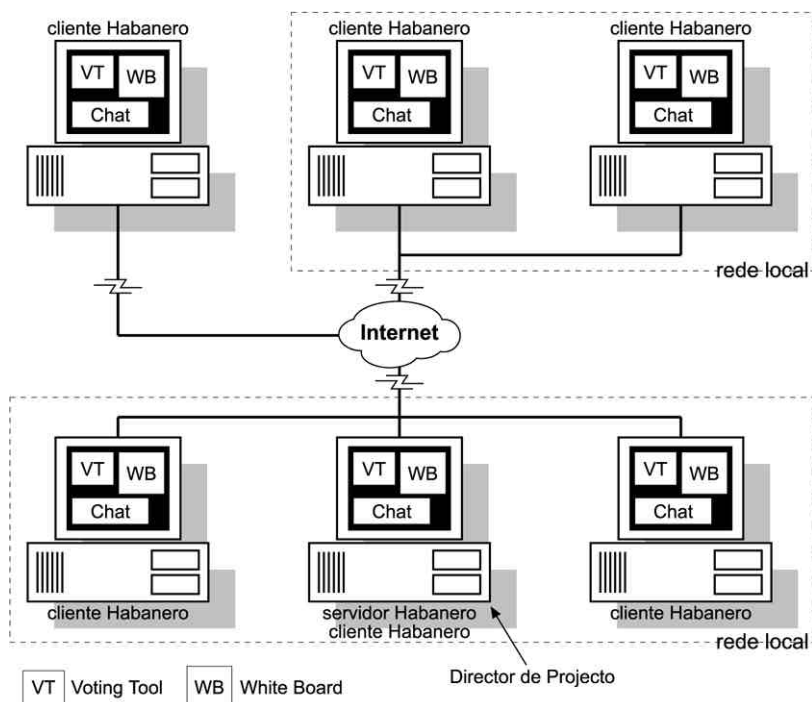 cliente Habanero
cliente Habanero
cliente Habanero
VT
WB
Chat
VT
WB
Chat
VT
WB
Chat
rede local
Internet
VT
WB
Chat
VT
WB
Chat
VT
WB
Chat
cliente Habanero
servidor Habanero
cliente Habanero
cliente Habanero
rede local
Director de Projecto
VT Voting Tool
WB White Board